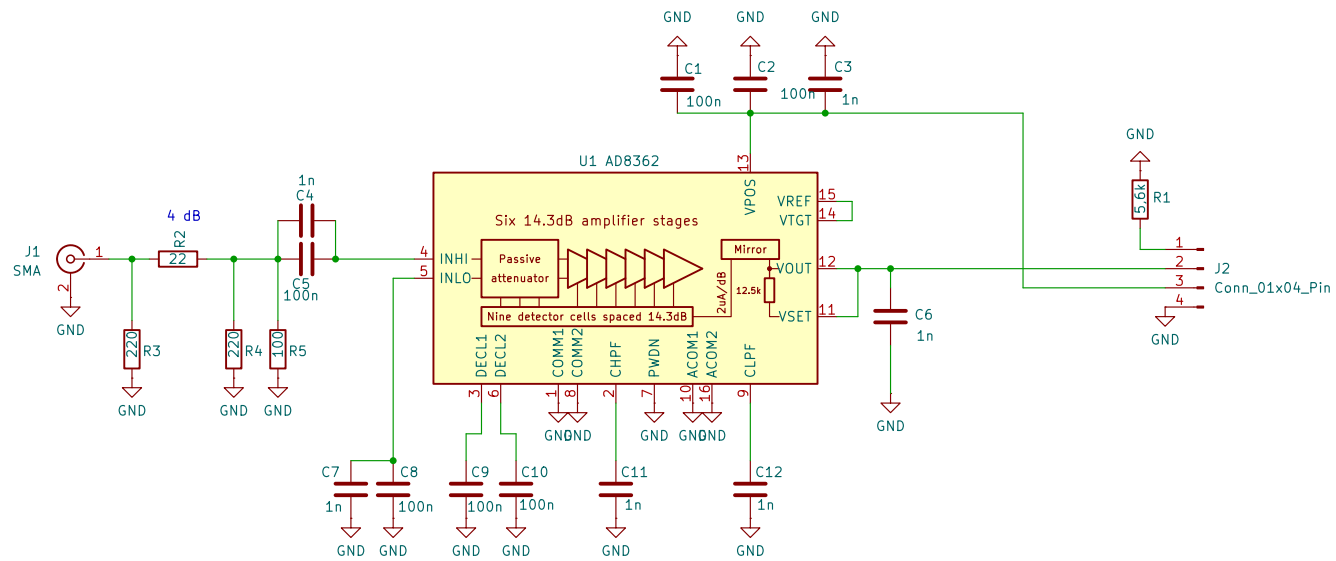 GND
GND
GND
C1
C2
C3
100n
100n
1n
GND
U1 AD8362
13
VPOS
VREF
15
VTGT
14
R1
5,6k
1n
C4
4 dB
Six 14.3dB amplifier stages
J1
SMA
1
2
GND
R2
22
C5
100n
4
INHI
5
INLO
Passive
attenuator
Mirror
VOUT
12
12.5k
2uA/dB
VSET
11
Nine detector cells spaced 14.3dB
1
2
3
4
J2
Conn_01x04_Pin
GND
C6
1n
GND
220
R3
220
R4
100
R5
GND
GND
GND
DECL1
DECL2
COMM1
COMM2
CHPF
PWDN
ACOM1
ACOM2
CLPF
3
6
1
8
2
7
10
16
9
GND
GND
GND
GND
GND
C7
1n
C8
100n
C9
100n
C10
100n
C11
1n
C12
1n
GND
GND
GND
GND
GND
GND